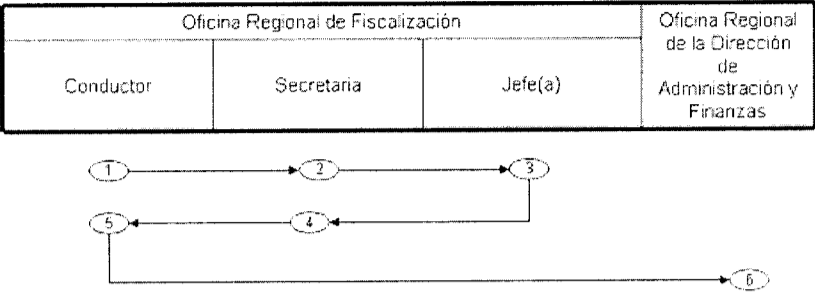 Oficina Regional de Fiscalización
Oficina Regional
de la Dirección
de
Administración y
Finanzas
Conductor
Secretaria
Jefe(a)
1
2
3
5
4
6